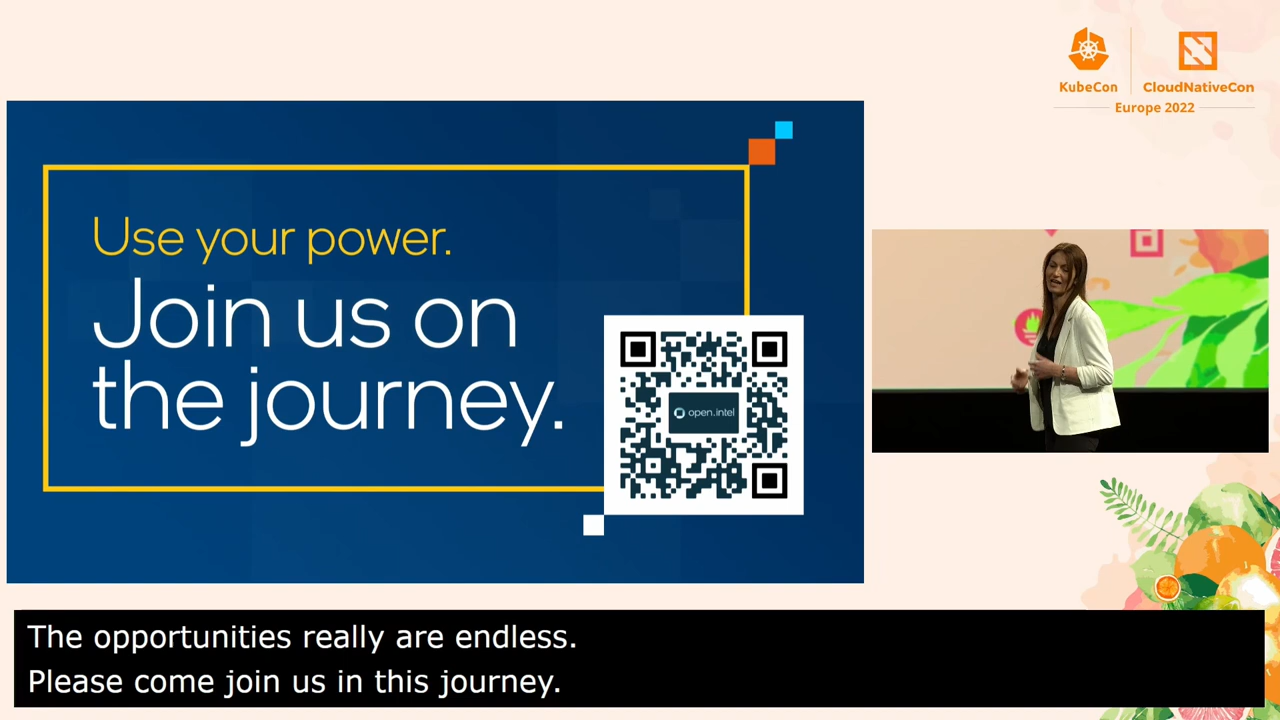 KubeCon
CloudNativeCon
Europe 2022
Use your power.
Join us on
the journey.
open.intel
The opportunities really are endless.
Please come join us in this journey.